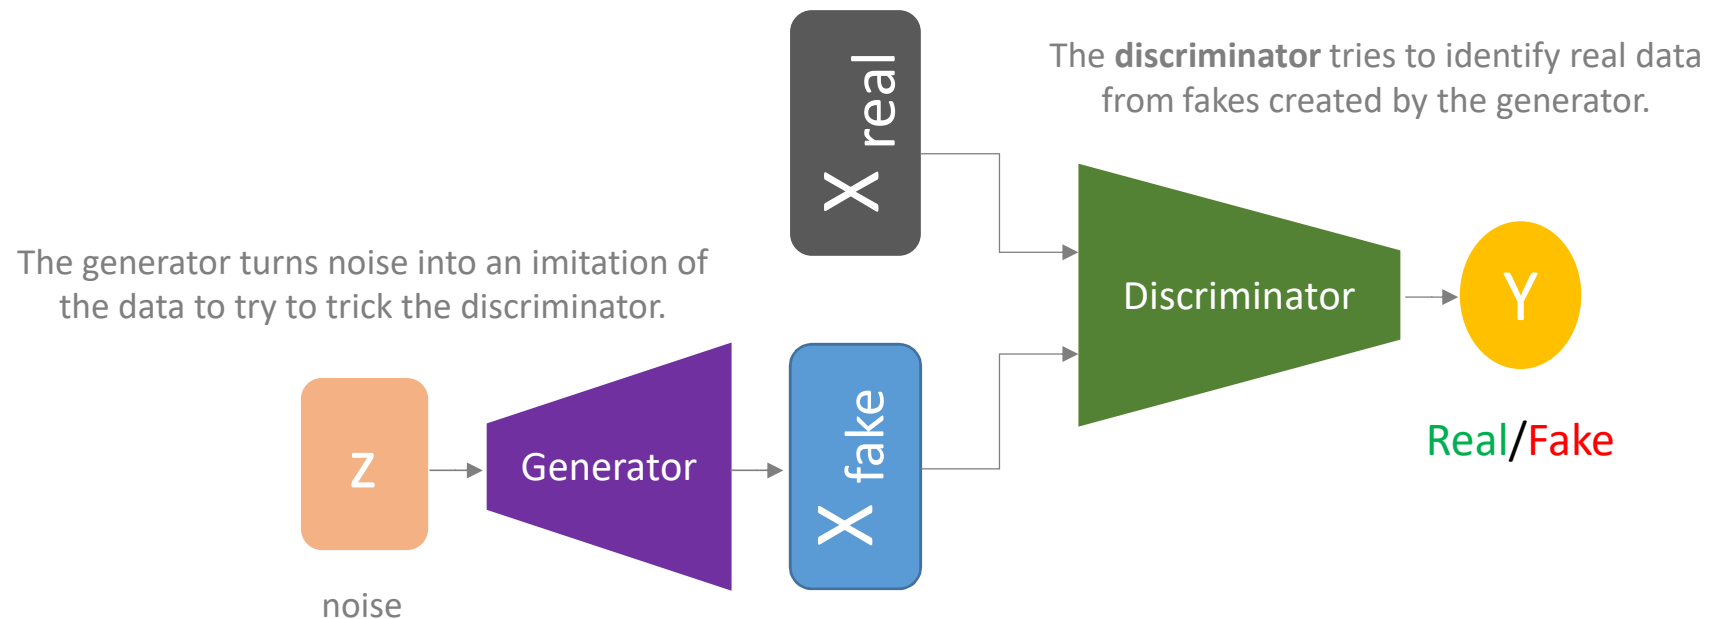 The discriminator tries to identify real data
from fakes created by the generator.
X real
The generator turns noise into an imitation of
the data to try to trick the discriminator.
Discriminator
Y
Real/Fake
z
Generator
X fake
noise